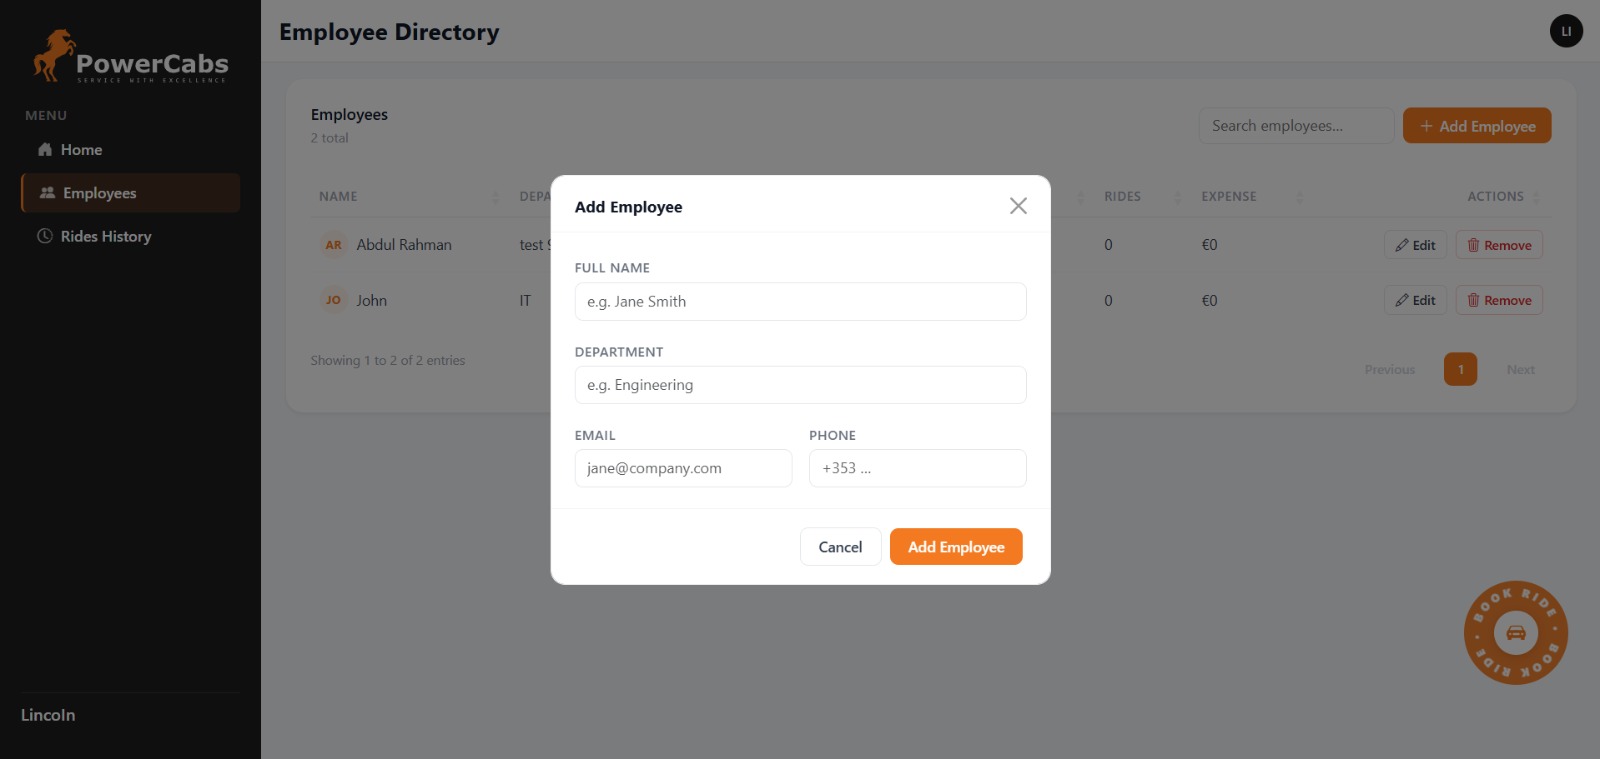 PowerCabs
SERVICE WITH EXCELLENCE
MENU
Home
Employees
Rides History
Lincoln
Employee Directory
LI
Employees
2 total
Search employees...
+ Add Employee
NAME DEPA RIDES EXPENSE ACTIONS
AR Abdul Rahman test 0 €0 Edit Remove
JO John IT 0 €0 Edit Remove
Showing 1 to 2 of 2 entries
Previous 1 Next
Add Employee
FULL NAME
e.g. Jane Smith
DEPARTMENT
e.g. Engineering
EMAIL PHONE
jane@company.com +353 ...
Cancel Add Employee
BOOK RIDE • BOOK RIDE •